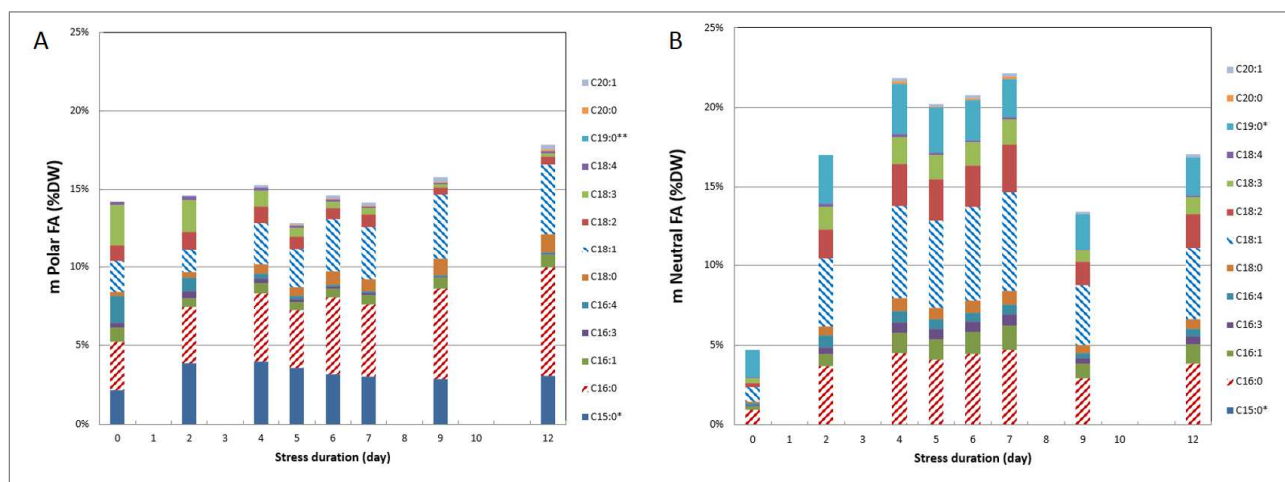 A
m Polar FA (%DW)
25%
20%
15%
10%
5%
0%
0 1 2 3 4 5 6 7 8 9 10 12
Stress duration (day)
C20:1
C20:0
C19:0**
C18:4
C18:3
C18:2
C18:1
C18:0
C16:4
C16:3
C16:1
C16:0
C15:0*
B
m Neutral FA (%DW)
25%
20%
15%
10%
5%
0%
0 1 2 3 4 5 6 7 8 9 10 12
Stress duration (day)
C20:1
C20:0
C19:0*
C18:4
C18:3
C18:2
C18:1
C18:0
C16:4
C16:3
C16:1
C16:0
C15:0*